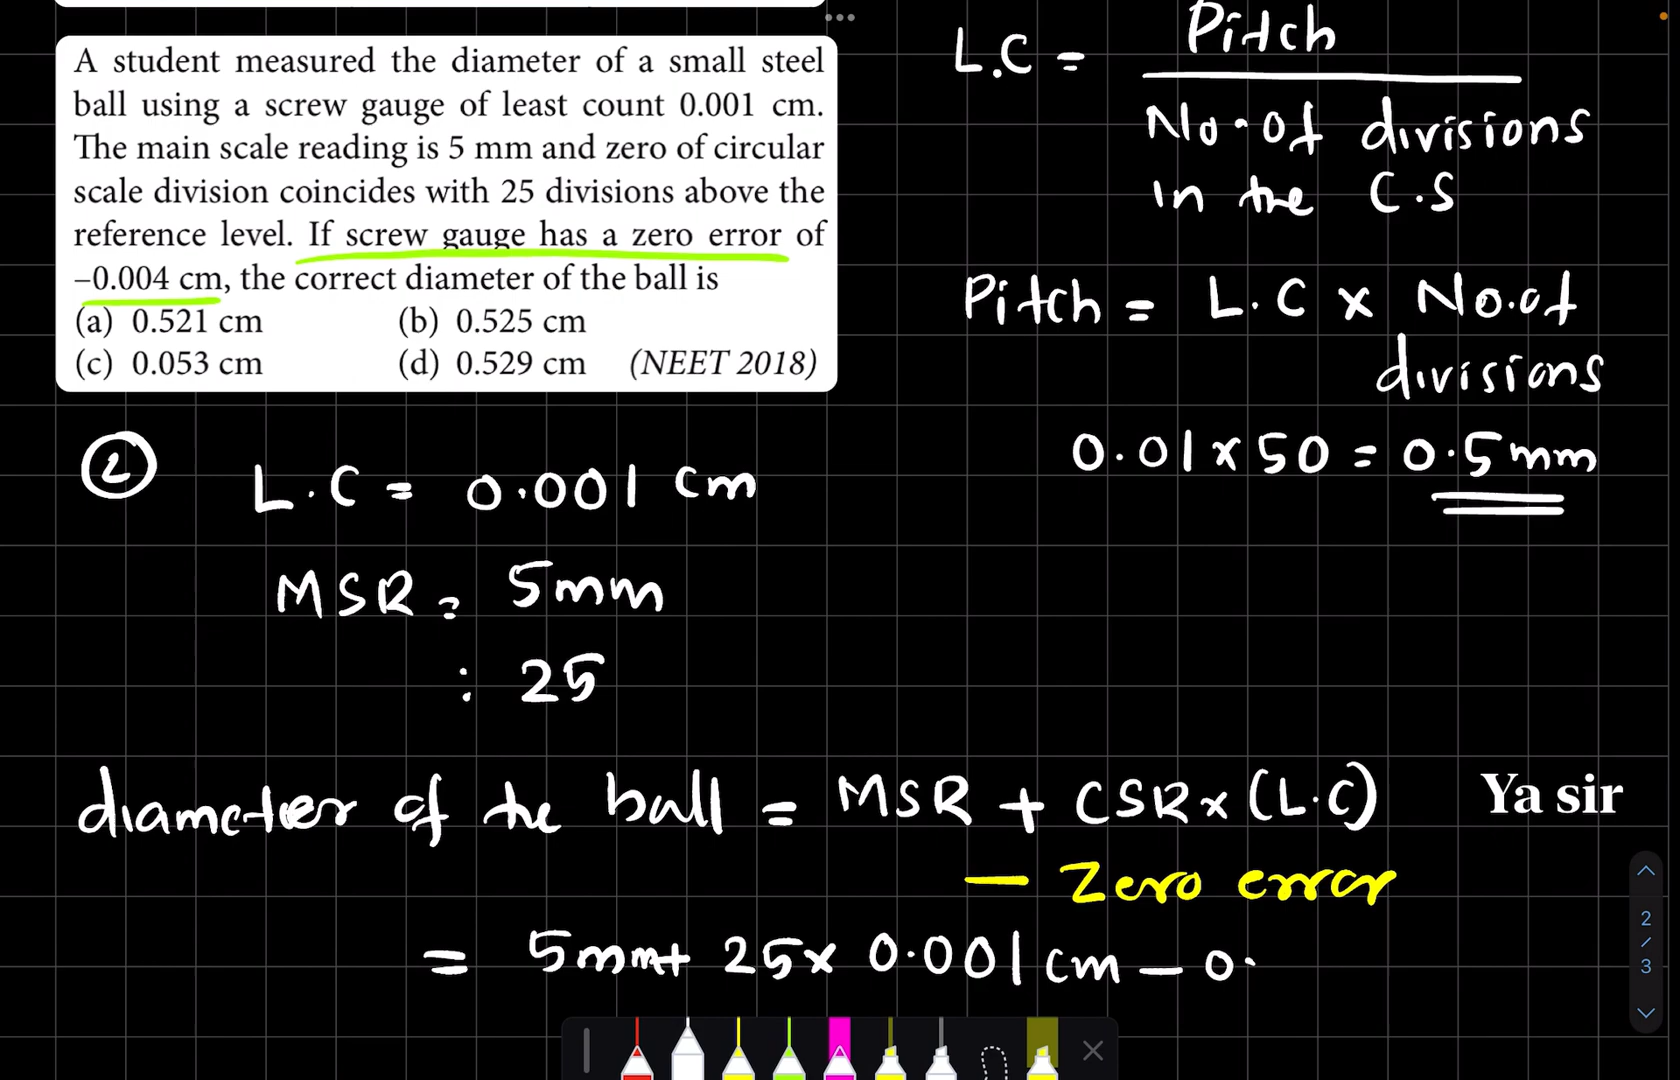 A student measured the diameter of a small steel
ball using a screw gauge of least count 0.001 cm.
The main scale reading is 5 mm and zero of circular
scale division coincides with 25 divisions above the
reference level. If screw gauge has a zero error of
–0.004 cm, the correct diameter of the ball is
(a) 0.521 cm (b) 0.525 cm
(c) 0.053 cm (d) 0.529 cm (NEET 2018)
L.C = Pitch
No. of divisions
in the C.S
Pitch = L.C x No. of
divisions
0.01 x 50 = 0.5mm
2
L.C = 0.001 cm
MSR = 5mm
: 25
diameter of the ball = MSR + CSR x (L.C)
Ya sir
– Zero error
= 5mm + 25 x 0.001 cm – 0.
2
/
3